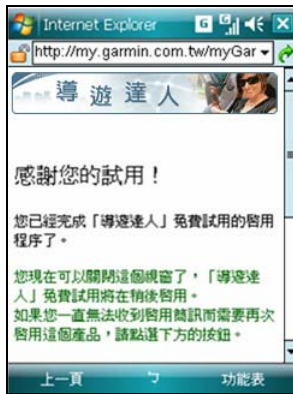 Internet Explorer
http://my.garmin.com.tw/myGar
導遊達人
感謝您的試用！
您已經完成「導遊達人」免費試用的啟用
程序了。
您現在可以關閉這個視窗了，「導遊達
人」免費試用將在稍後啟用。
如果您一直無法收到啟用簡訊而需要再次
啟用這個產品，請點選下方的按鈕。
上一頁
功能表